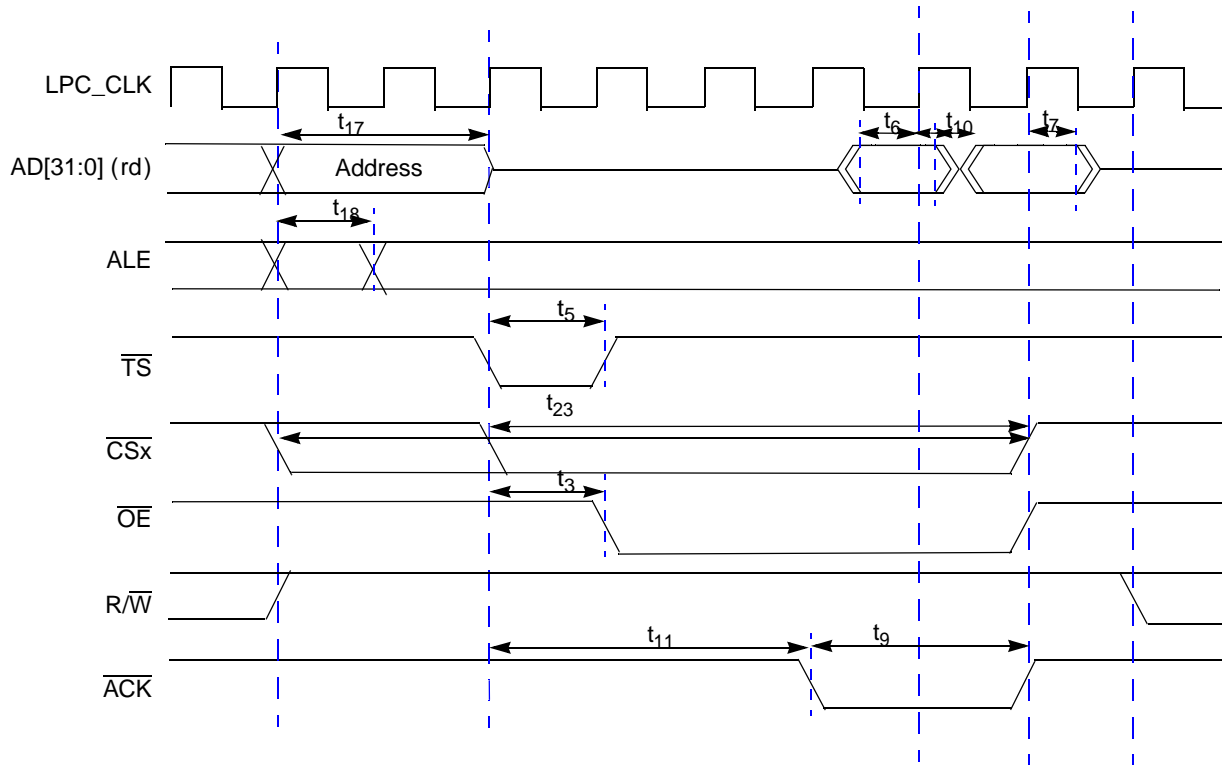 LPC_CLK
t17
t6
t10
t7
AD[31:0] (rd)
Address
t18
ALE
t5
TS
t23
CSx
t3
OE
R/W
t11
t9
ACK